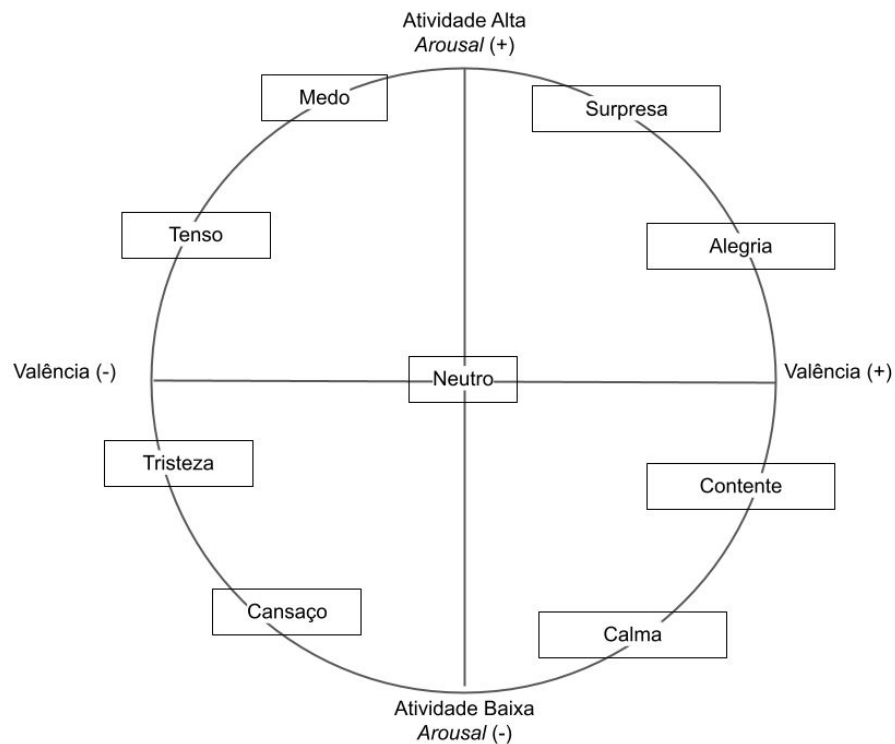 Atividade Alta
Arousal (+)
Medo
Surpresa
Tenso
Alegria
Valência (-)
Neutro
Valência (+)
Tristeza
Contente
Cansaço
Calma
Atividade Baixa
Arousal (-)